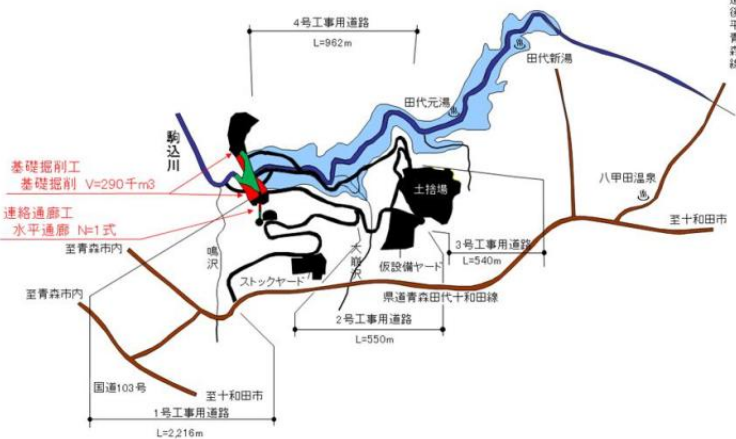 4号工事用道路
L=962m
田代新湯
田代元湯
駒込川
基礎掘削工
基礎掘削 V=290千m3
八甲田温泉
土捨場
連絡通廊工
水平通廊 N=1式
至十和田市
至青森市内
鳴沢
大崩沢
3号工事用道路
L=540m
仮設備ヤード
ストックヤード
至青森市内
県道青森田代十和田線
2号工事用道路
L=550m
国道103号
至十和田市
1号工事用道路
L=2,216m